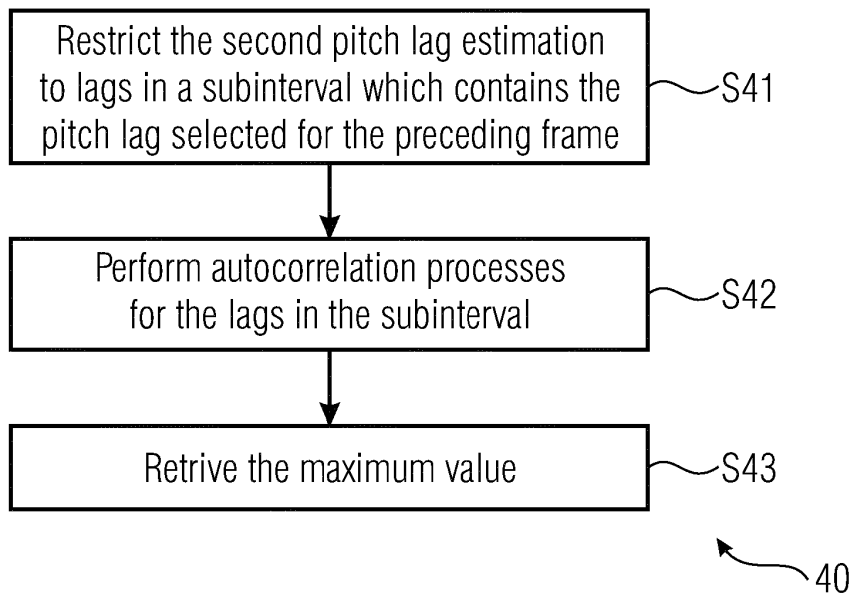 Restrict the second pitch lag estimation
to lags in a subinterval which contains the
pitch lag selected for the preceding frame
S41
Perform autocorrelation processes
for the lags in the subinterval
S42
Retrive the maximum value
S43
40